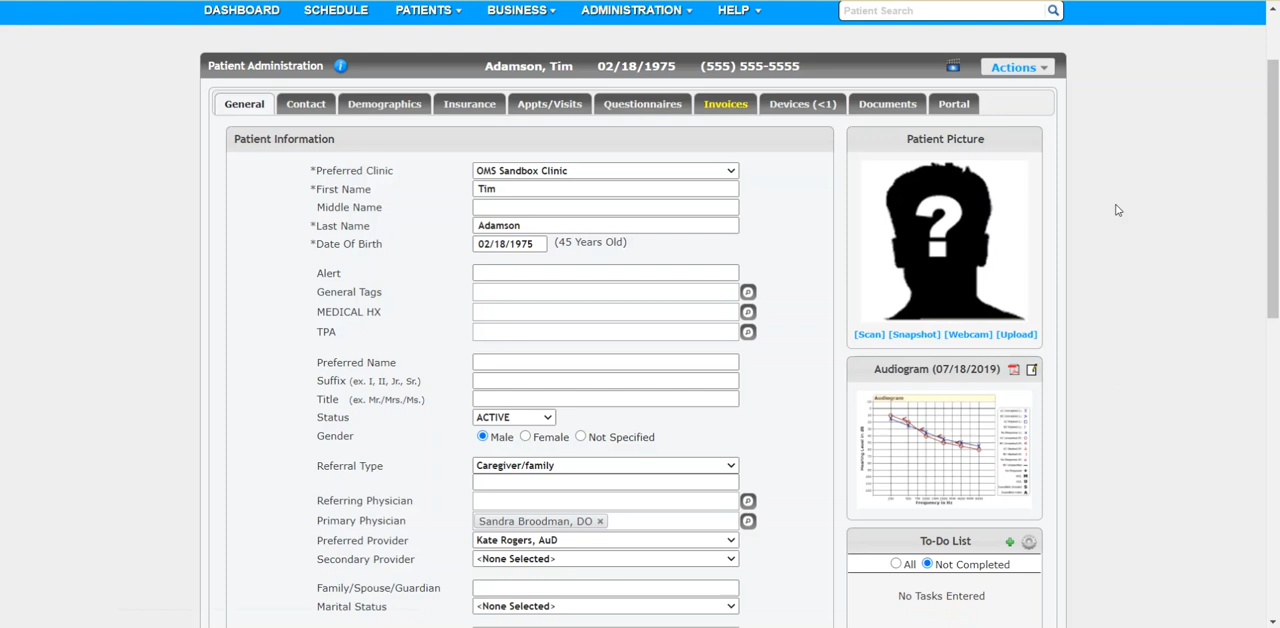 DASHBOARD SCHEDULE PATIENTS BUSINESS ADMINISTRATION HELP Patient Search
Patient Administration Adamson, Tim 02/18/1975 (555) 555-5555 Actions
General Contact Demographics Insurance Appts/Visits Questionnaires Invoices Devices (<1) Documents Portal
Patient Information
*Preferred Clinic OMS Sandbox Clinic
*First Name Tim
Middle Name
*Last Name Adamson
*Date Of Birth 02/18/1975 (45 Years Old)
Alert
General Tags
MEDICAL HX
TPA
Preferred Name
Suffix (ex. I, II, Jr., Sr.)
Title (ex. Mr./Mrs./Ms.)
Status ACTIVE
Gender Male Female Not Specified
Referral Type Caregiver/family
Referring Physician
Primary Physician Sandra Broodman, DO ×
Preferred Provider Kate Rogers, AuD
Secondary Provider <None Selected>
Family/Spouse/Guardian
Marital Status <None Selected>
Patient Picture
?
[Scan] [Snapshot] [Webcam] [Upload]
Audiogram (07/18/2019)
Audiogram
Hearing Level in dB
Frequency in Hz
To-Do List
All Not Completed
No Tasks Entered